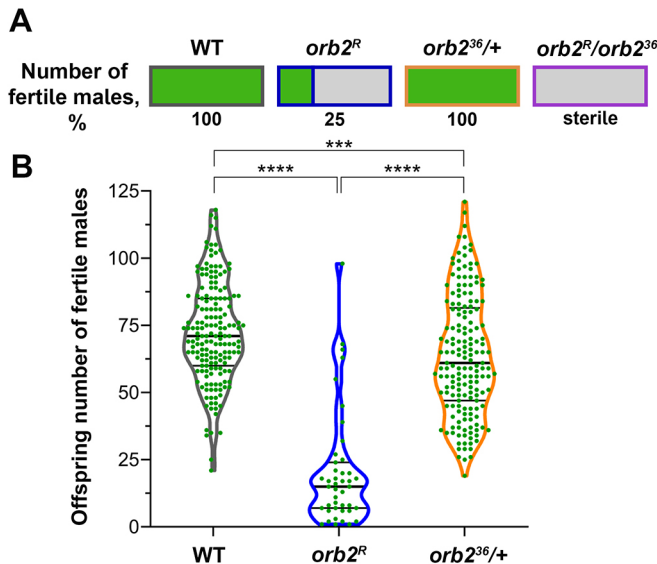 A
WT orb2ᴿ orb2³⁶/+ orb2ᴿ/orb2³⁶
Number of
fertile males,
%
100 25 100 sterile
B
***
**** ****
Offspring number of fertile males
125
100
75
50
25
0
WT orb2ᴿ orb2³⁶/+